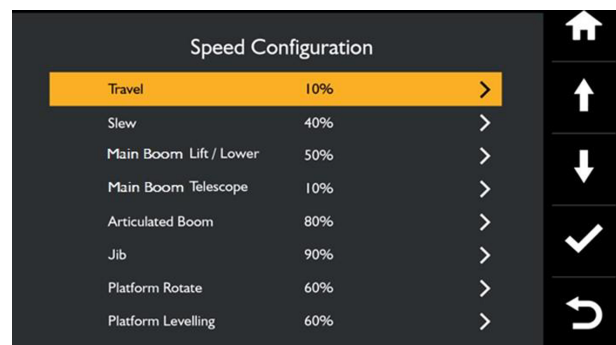 Speed Configuration
Travel 10%
Slew 40%
Main Boom Lift / Lower 50%
Main Boom Telescope 10%
Articulated Boom 80%
Jib 90%
Platform Rotate 60%
Platform Levelling 60%